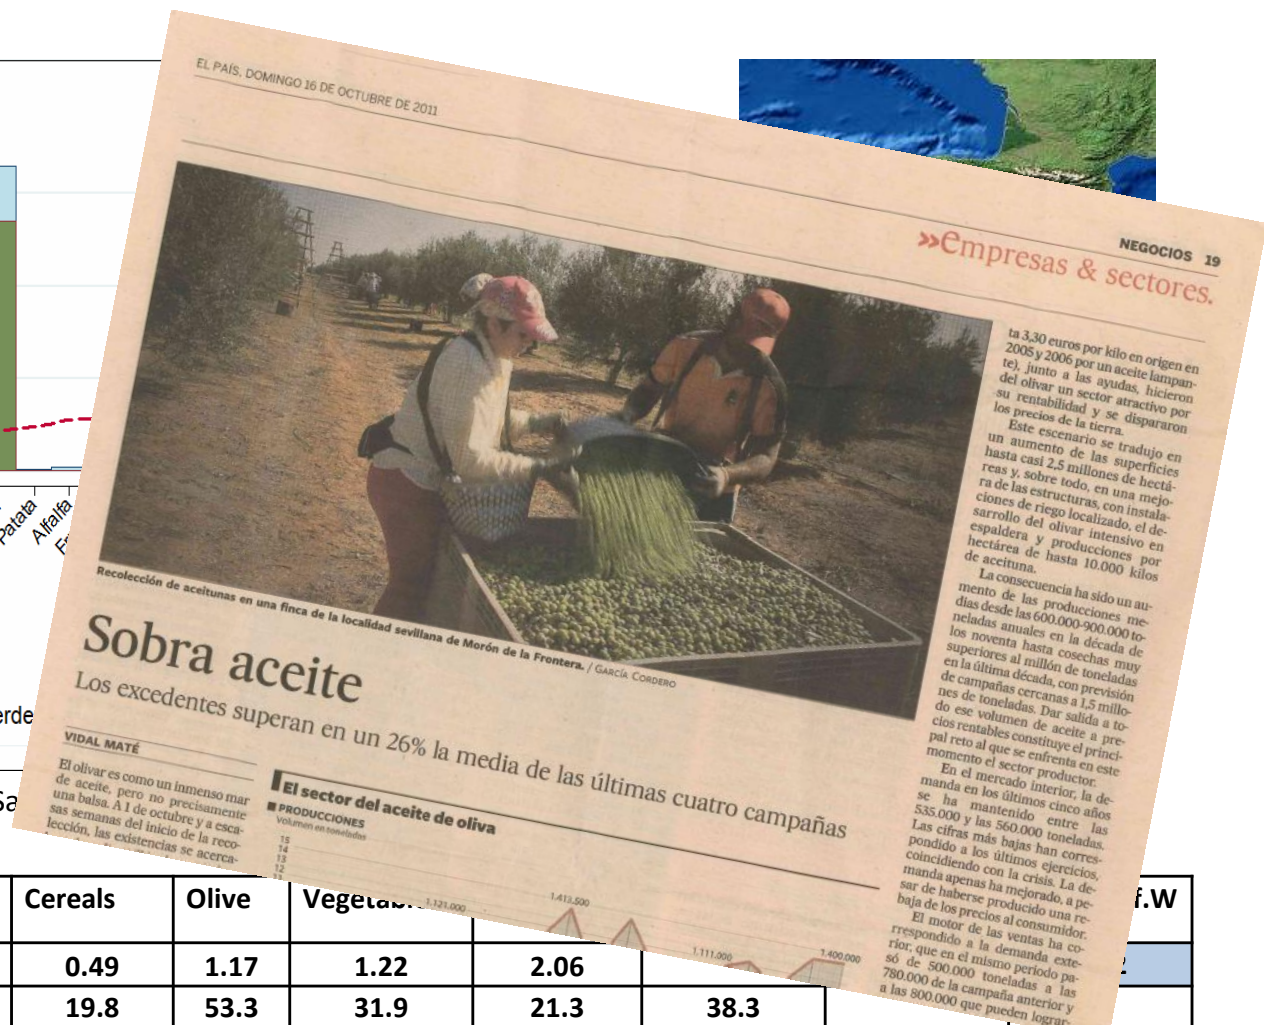 EL PAÍS, DOMINGO 16 DE OCTUBRE DE 2011
NEGOCIOS 19
»empresas & sectores.
Recolección de aceitunas en una finca de la localidad sevillana de Morón de la Frontera. / GARCÍA CORDERO
Sobra aceite
Los excedentes superan en un 26% la media de las últimas cuatro campañas
VIDAL MATÉ
El olivar es como un inmenso mar
de aceite, pero no precisamente
una balsa. A 1 de octubre y a esca-
sas semanas del inicio de la reco-
lección, las existencias se acerca-
El sector del aceite de oliva
■ PRODUCCIONES
Volumen en toneladas
15
14
13
12
1.121.000
1.413.500
1.111.000
1.400.000
ta 3,30 euros por kilo en origen en
2005 y 2006 por un aceite lampan-
te), junto a las ayudas, hicieron
del olivar un sector atractivo por
su rentabilidad y se dispararon
los precios de la tierra.
Este escenario se tradujo en
un aumento de las superficies
hasta casi 2,5 millones de hectá-
reas y, sobre todo, en una mejo-
ra de las estructuras, con instala-
ciones de riego localizado, el de-
sarrollo del olivar intensivo en
espaldera y producciones por
hectárea de hasta 10.000 kilos
de aceituna.
La consecuencia ha sido un au-
mento de las producciones me-
dias desde las 600.000-900.000 to-
neladas anuales en la década de
los noventa hasta cosechas muy
superiores al millón de toneladas
en la última década, con previsión
de campañas cercanas a 1,5 millo-
nes de toneladas. Dar salida a to-
do ese volumen de aceite a pre-
cios rentables constituye el princi-
pal reto al que se enfrenta en este
momento el sector productor.
En el mercado interior, la de-
manda en los últimos cinco años
se ha mantenido entre las
535.000 y las 560.000 toneladas.
Las cifras más bajas han corres-
pondido a los últimos ejercicios,
coincidiendo con la crisis. La de-
manda apenas ha mejorado, a pe-
sar de haberse producido una re-
baja de los precios al consumidor.
El motor de las ventas ha co-
rrespondido a la demanda exte-
rior, que en el mismo periodo pa-
só de 500.000 toneladas a las
780.000 de la campaña anterior y
a las 800.000 que pueden lograr-
Patata
Alfalfa
erde
Sa
Cereals Olive f.W
0.49 1.17 1.22 2.06
19.8 53.3 31.9 21.3 38.3